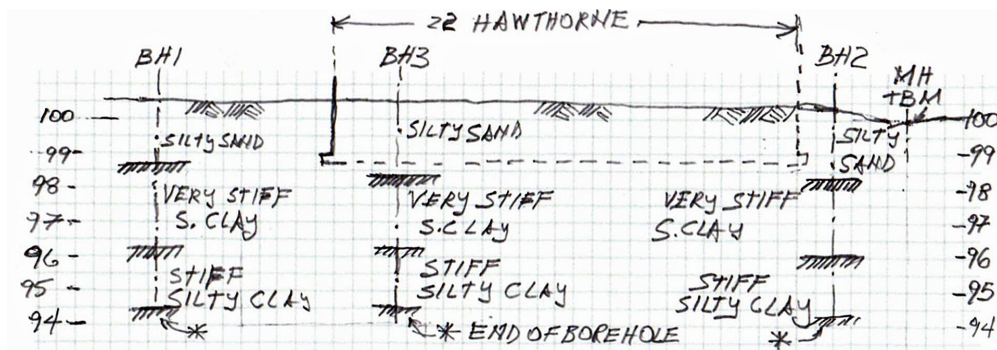 22 HAWTHORNE
BH1
BH3
BH2
MH
TBM
100
100
SILTY SAND
SILTY SAND
SILTY
SAND
99
99
98
98
VERY STIFF
S. CLAY
VERY STIFF
S. CLAY
VERY STIFF
S. CLAY
97
97
96
96
STIFF
SILTY CLAY
STIFF
SILTY CLAY
STIFF
SILTY CLAY
95
95
94
94
*
* END OF BOREHOLE
*